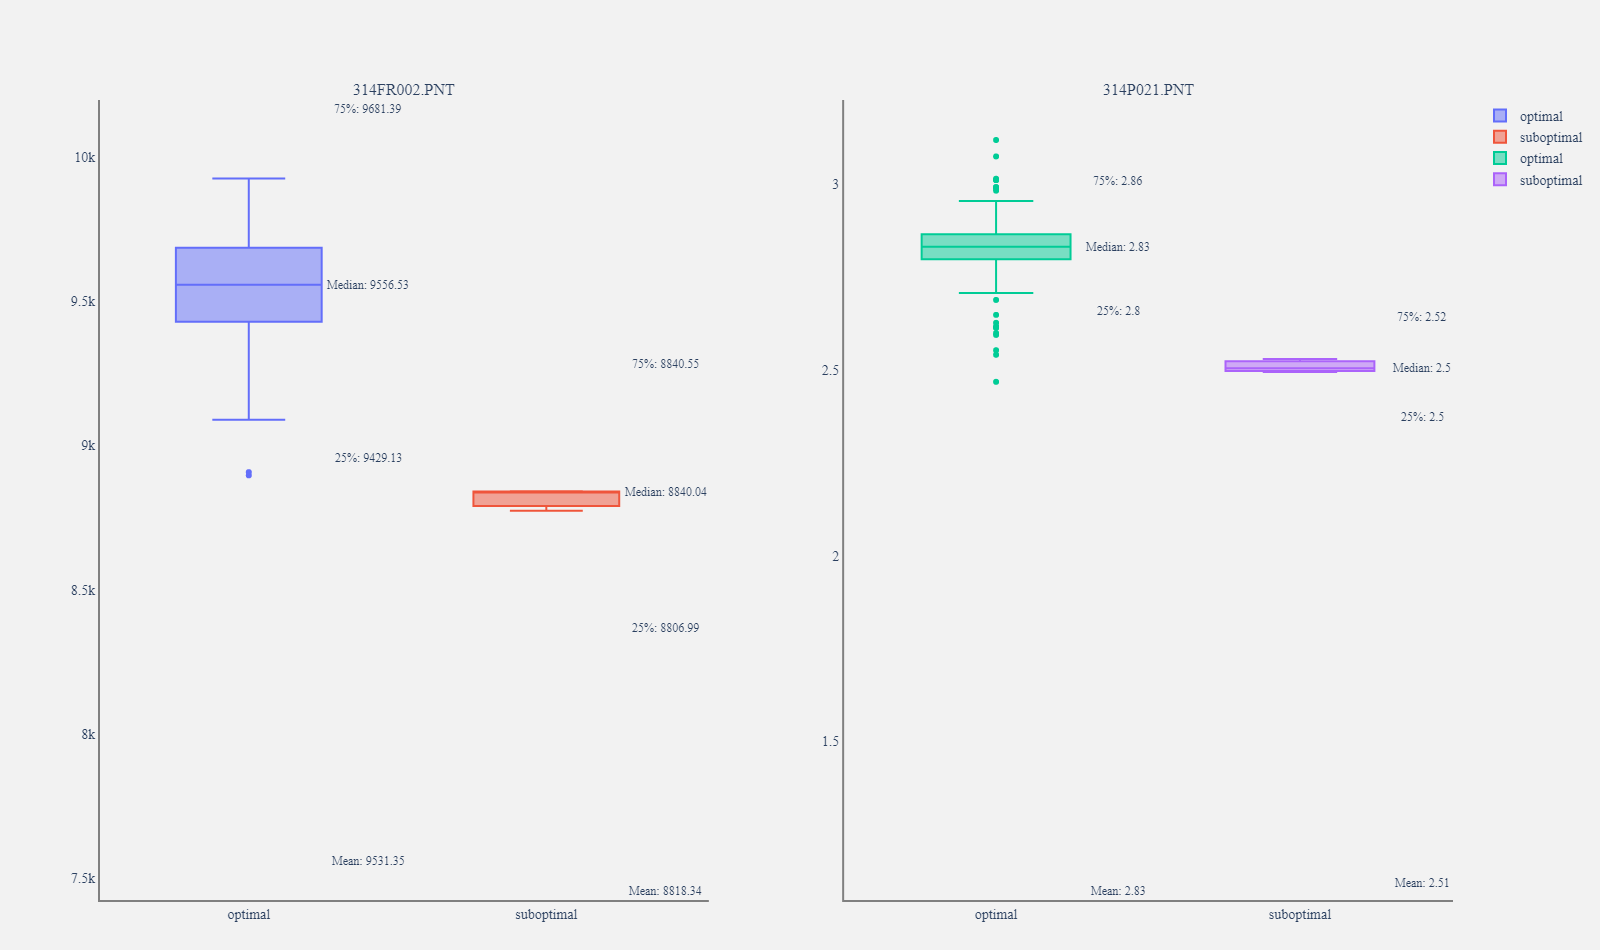 314FR002.PNT
75%: 9681.39
10k
9.5k
9k
8.5k
8k
7.5k
Median: 9556.53
25%: 9429.13
Mean: 9531.35
75%: 8840.55
Median: 8840.04
25%: 8806.99
Mean: 8818.34
optimal
suboptimal
314P021.PNT
3
2.5
2
1.5
75%: 2.86
Median: 2.83
25%: 2.8
Mean: 2.83
75%: 2.52
Median: 2.5
25%: 2.5
Mean: 2.51
optimal
suboptimal
optimal
suboptimal
optimal
suboptimal